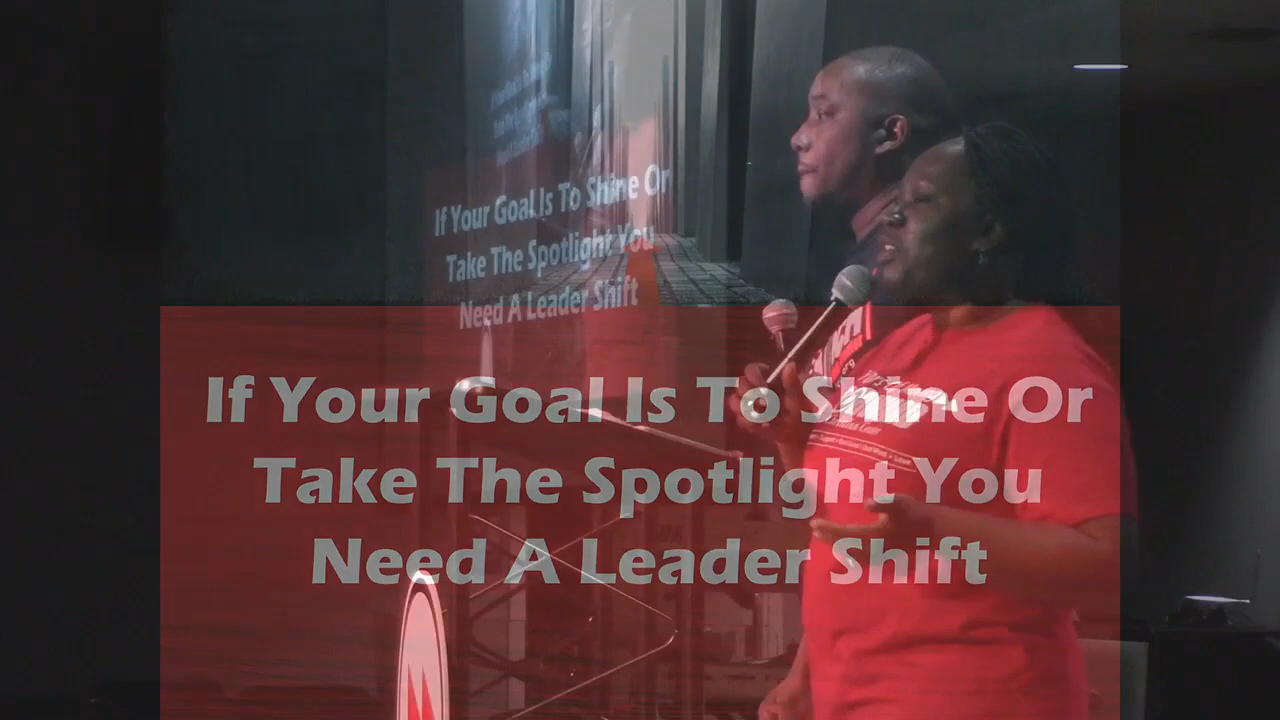 If Your Goal Is To Shine Or
Take The Spotlight You
Need A Leader Shift
If Your Goal Is To Shine Or
Take The Spotlight You
Need A Leader Shift